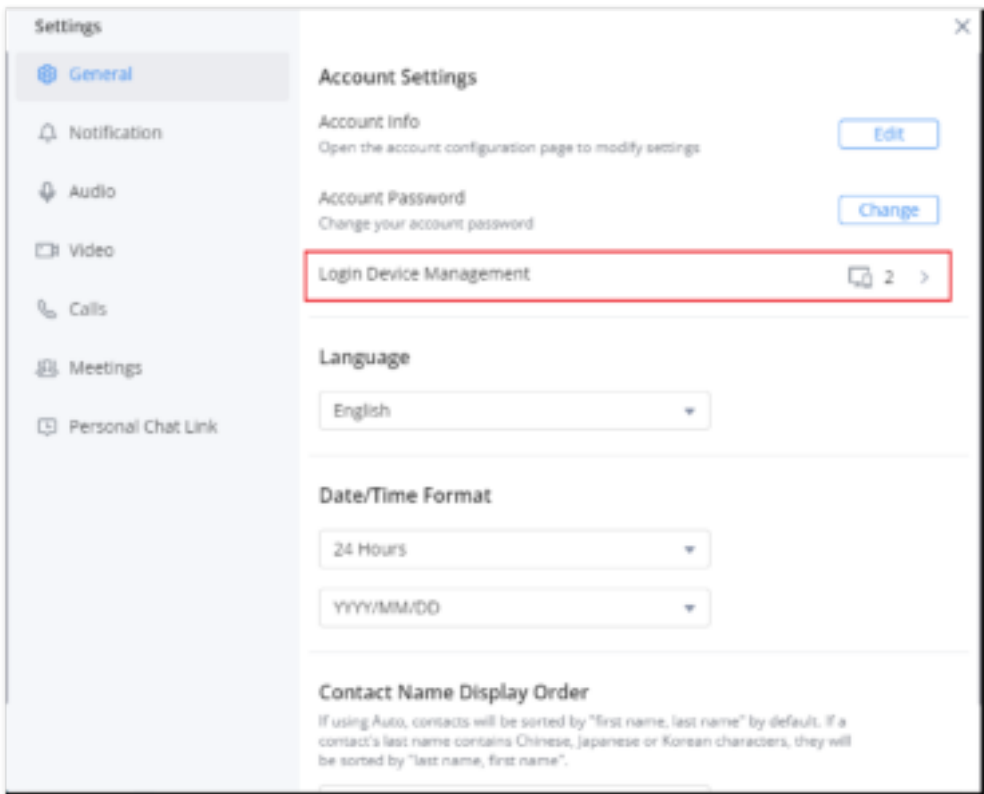 Settings
General
Notification
Audio
Video
Calls
Meetings
Personal Chat Link
Account Settings
Account Info
Open the account configuration page to modify settings
Edit
Account Password
Change your account password
Change
Login Device Management
2
Language
English
Date/Time Format
24 Hours
YYYY/MM/DD
Contact Name Display Order
If using Auto, contacts will be sorted by "first name, last name" by default. If a
contact's last name contains Chinese, Japanese or Korean characters, they will
be sorted by "last name, first name".